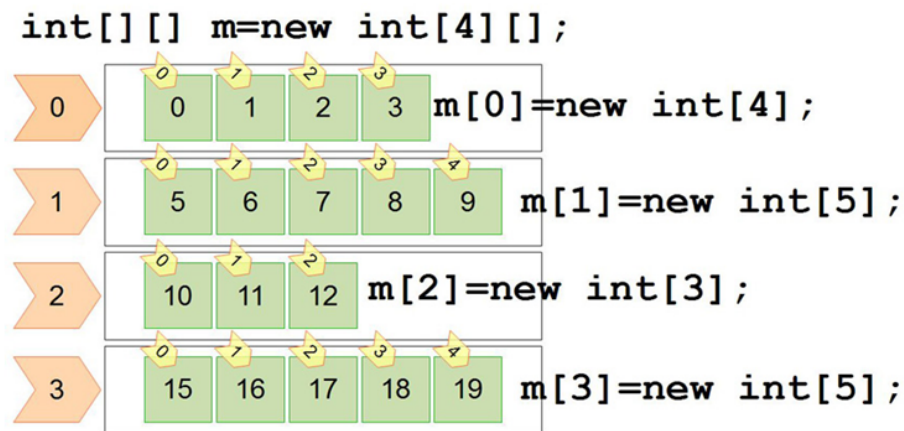 int[][] m=new int[4][];
0 1 2 3
0 0 1 2 3 m[0]=new int[4];
0 1 2 3 4
1 5 6 7 8 9 m[1]=new int[5];
0 1 2
2 10 11 12 m[2]=new int[3];
0 1 2 3 4
3 15 16 17 18 19 m[3]=new int[5];